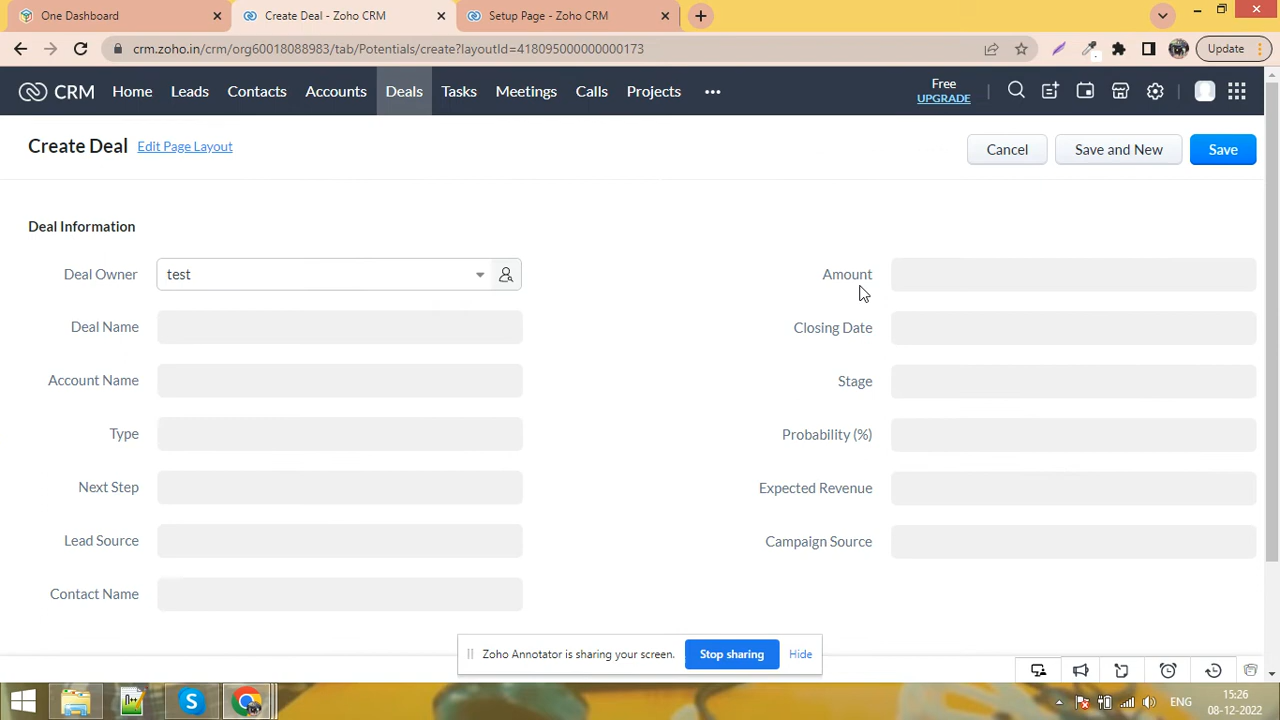 One Dashboard
Create Deal - Zoho CRM
Setup Page - Zoho CRM
crm.zoho.in/crm/org60018088983/tab/Potentials/create?layoutId=418095000000000173
Update
CRM
Home
Leads
Contacts
Accounts
Deals
Tasks
Meetings
Calls
Projects
Free
UPGRADE
Create Deal
Edit Page Layout
Cancel
Save and New
Save
Deal Information
Deal Owner
test
Amount
Deal Name
Closing Date
Account Name
Stage
Type
Probability (%)
Next Step
Expected Revenue
Lead Source
Campaign Source
Contact Name
Zoho Annotator is sharing your screen.
Stop sharing
Hide
ENG
15:26
08-12-2022